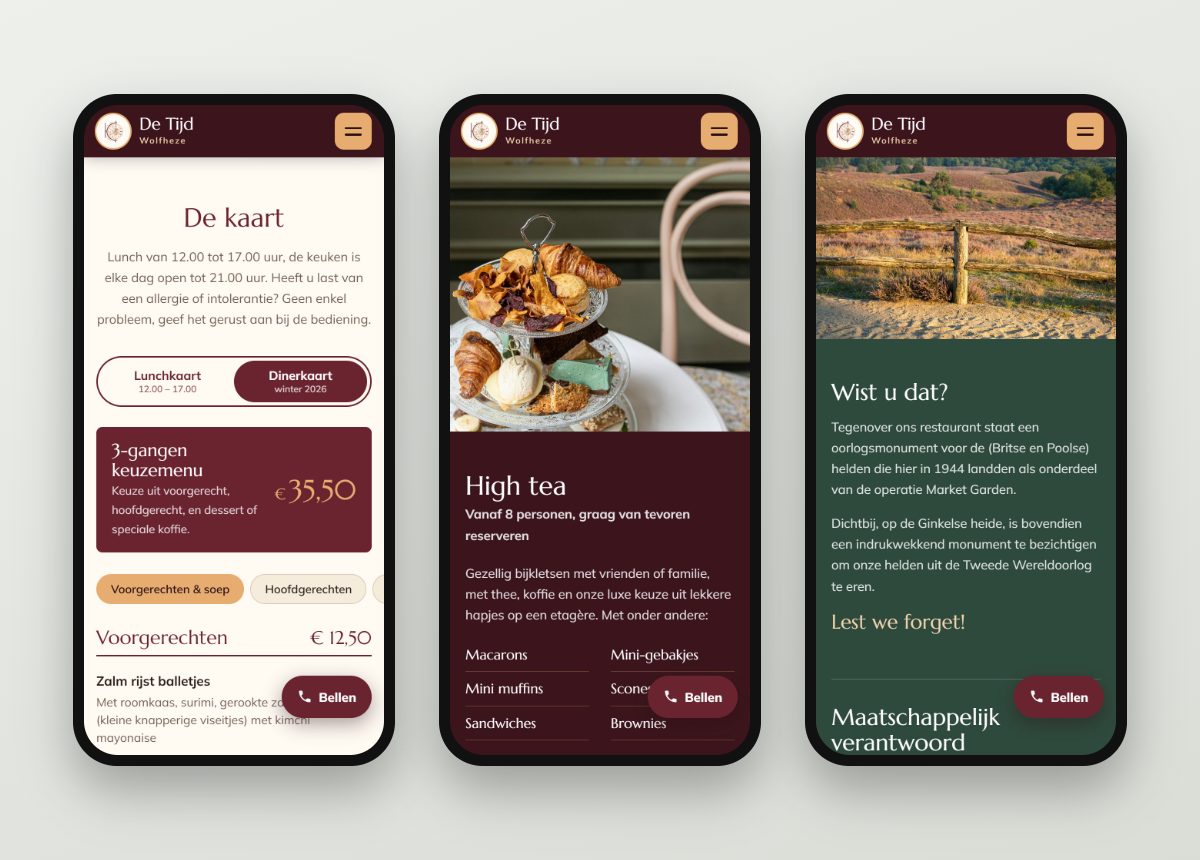 De Tijd
Wolfheze
De kaart
Lunch van 12.00 tot 17.00 uur, de keuken is
elke dag open tot 21.00 uur. Heeft u last van
een allergie of intolerantie? Geen enkel
probleem, geef het gerust aan bij de bediening.
Lunchkaart
12.00 – 17.00
Dinerkaart
winter 2026
3-gangen
keuzemenu
Keuze uit voorgerecht,
hoofdgerecht, en dessert of
speciale koffie.
€ 35,50
Voorgerechten & soep
Hoofdgerechten
Voorgerechten € 12,50
Zalm rijst balletjes
Met roomkaas, surimi, gerookte
(kleine knapperige viseitjes) met kimchi
mayonaise
Bellen
De Tijd
Wolfheze
High tea
Vanaf 8 personen, graag van tevoren
reserveren
Gezellig bijkletsen met vrienden of familie,
met thee, koffie en onze luxe keuze uit lekkere
hapjes op een etagère. Met onder andere:
Macarons
Mini-gebakjes
Mini muffins
Sandwiches
Brownies
Bellen
De Tijd
Wolfheze
Wist u dat?
Tegenover ons restaurant staat een
oorlogsmonument voor de (Britse en Poolse)
helden die hier in 1944 landden als onderdeel
van de operatie Market Garden.
Dichtbij, op de Ginkelse heide, is bovendien
een indrukwekkend monument te bezichtigen
om onze helden uit de Tweede Wereldoorlog
te eren.
Lest we forget!
Maatschappelijk
verantwoord
Bellen